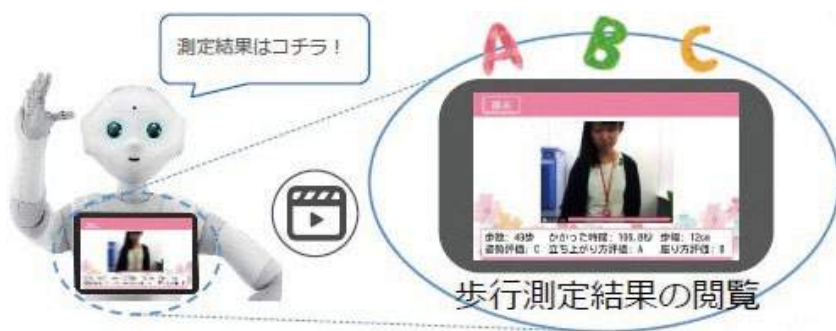 測定結果はコチラ！
A B C
歩数: 49歩 かかった時間: 109.8秒 歩幅: 12cm
姿勢評価: C 立ち上がり方評価: A 座り方評価: B
歩行測定結果の閲覧